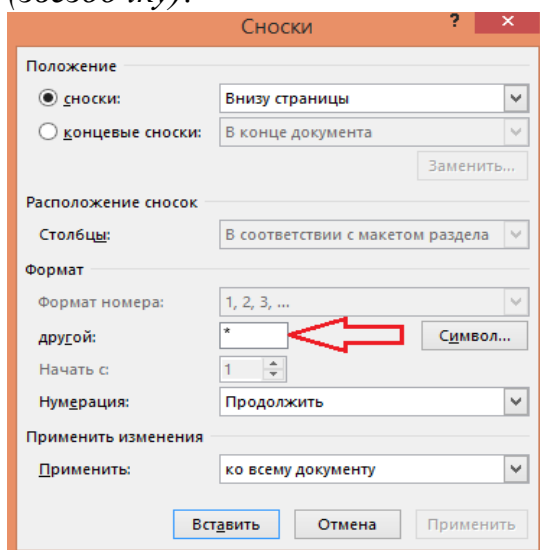 Сноски ? ×
Положение
сноски: Внизу страницы
концевые сноски: В конце документа
Заменить...
Расположение сносок
Столбцы: В соответствии с макетом раздела
Формат
Формат номера: 1, 2, 3, ...
другой: * Символ...
Начать с: 1
Нумерация: Продолжить
Применить изменения
Применить: ко всему документу
Вставить Отмена Применить